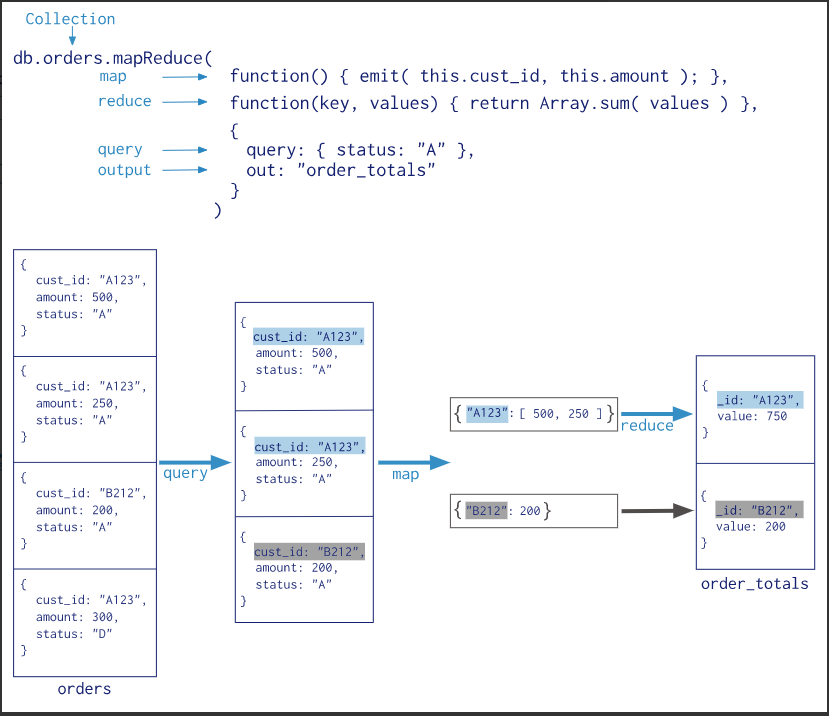 Collection
db.orders.mapReduce(
map function() { emit( this.cust_id, this.amount ); },
reduce function(key, values) { return Array.sum( values ) },
{
query query: { status: "A" },
output out: "order_totals"
}
)
{
cust_id: "A123",
amount: 500,
status: "A"
}
{
cust_id: "A123",
amount: 250,
status: "A"
}
{
cust_id: "B212",
amount: 200,
status: "A"
}
{
cust_id: "A123",
amount: 300,
status: "D"
}
orders
query
{
cust_id: "A123",
amount: 500,
status: "A"
}
{
cust_id: "A123",
amount: 250,
status: "A"
}
{
cust_id: "B212",
amount: 200,
status: "A"
}
map
{"A123": [ 500, 250 ]}
{"B212": 200}
reduce
{
_id: "A123",
value: 750
}
{
_id: "B212",
value: 200
}
order_totals